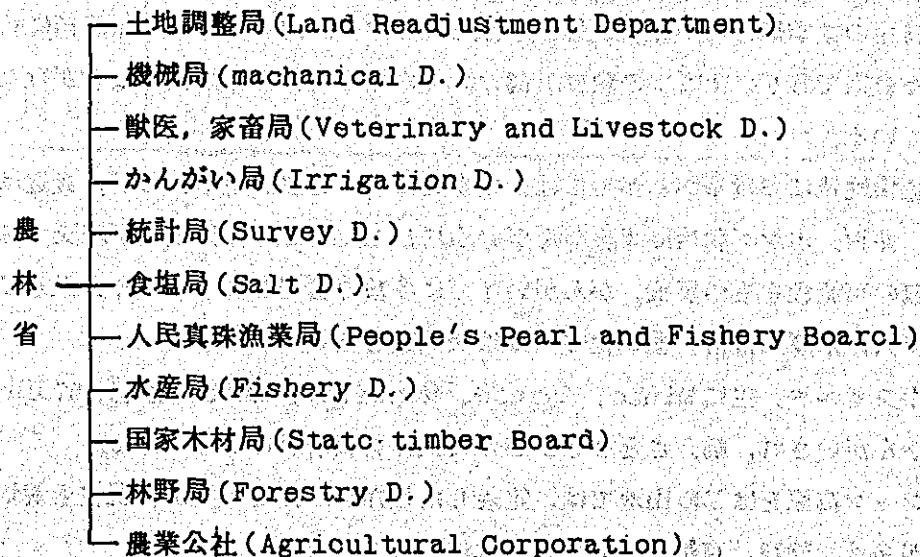 土地調整局(Land Readjustment Department)
機械局(machanical D.)
獣医,家畜局(Veterinary and Livestock D.)
かんがい局(Irrigation D.)
統計局(Survey D.)
食塩局(Salt D.)
人民真珠漁業局(People's Pearl and Fishery Boarcl)
水産局(Fishery D.)
国家木材局(Statc timber Board)
林野局(Forestry D.)
農業公社(Agricultural Corporation)
農林省